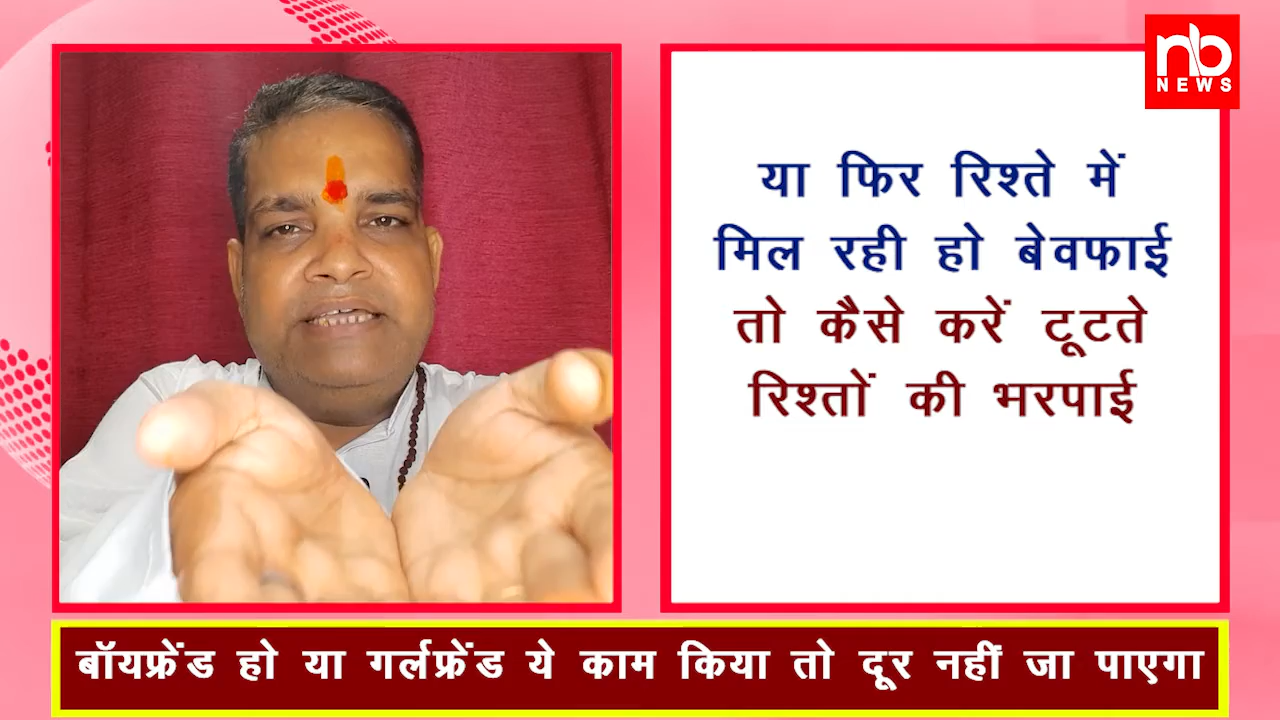 nb
NEWS
या फिर रिश्ते में
मिल रही हो बेवफाई
तो कैसे करें टूटते
रिश्तों की भरपाई
बॉयफ्रेंड हो या गर्लफ्रेंड ये काम किया तो दूर नहीं जा पाएगा